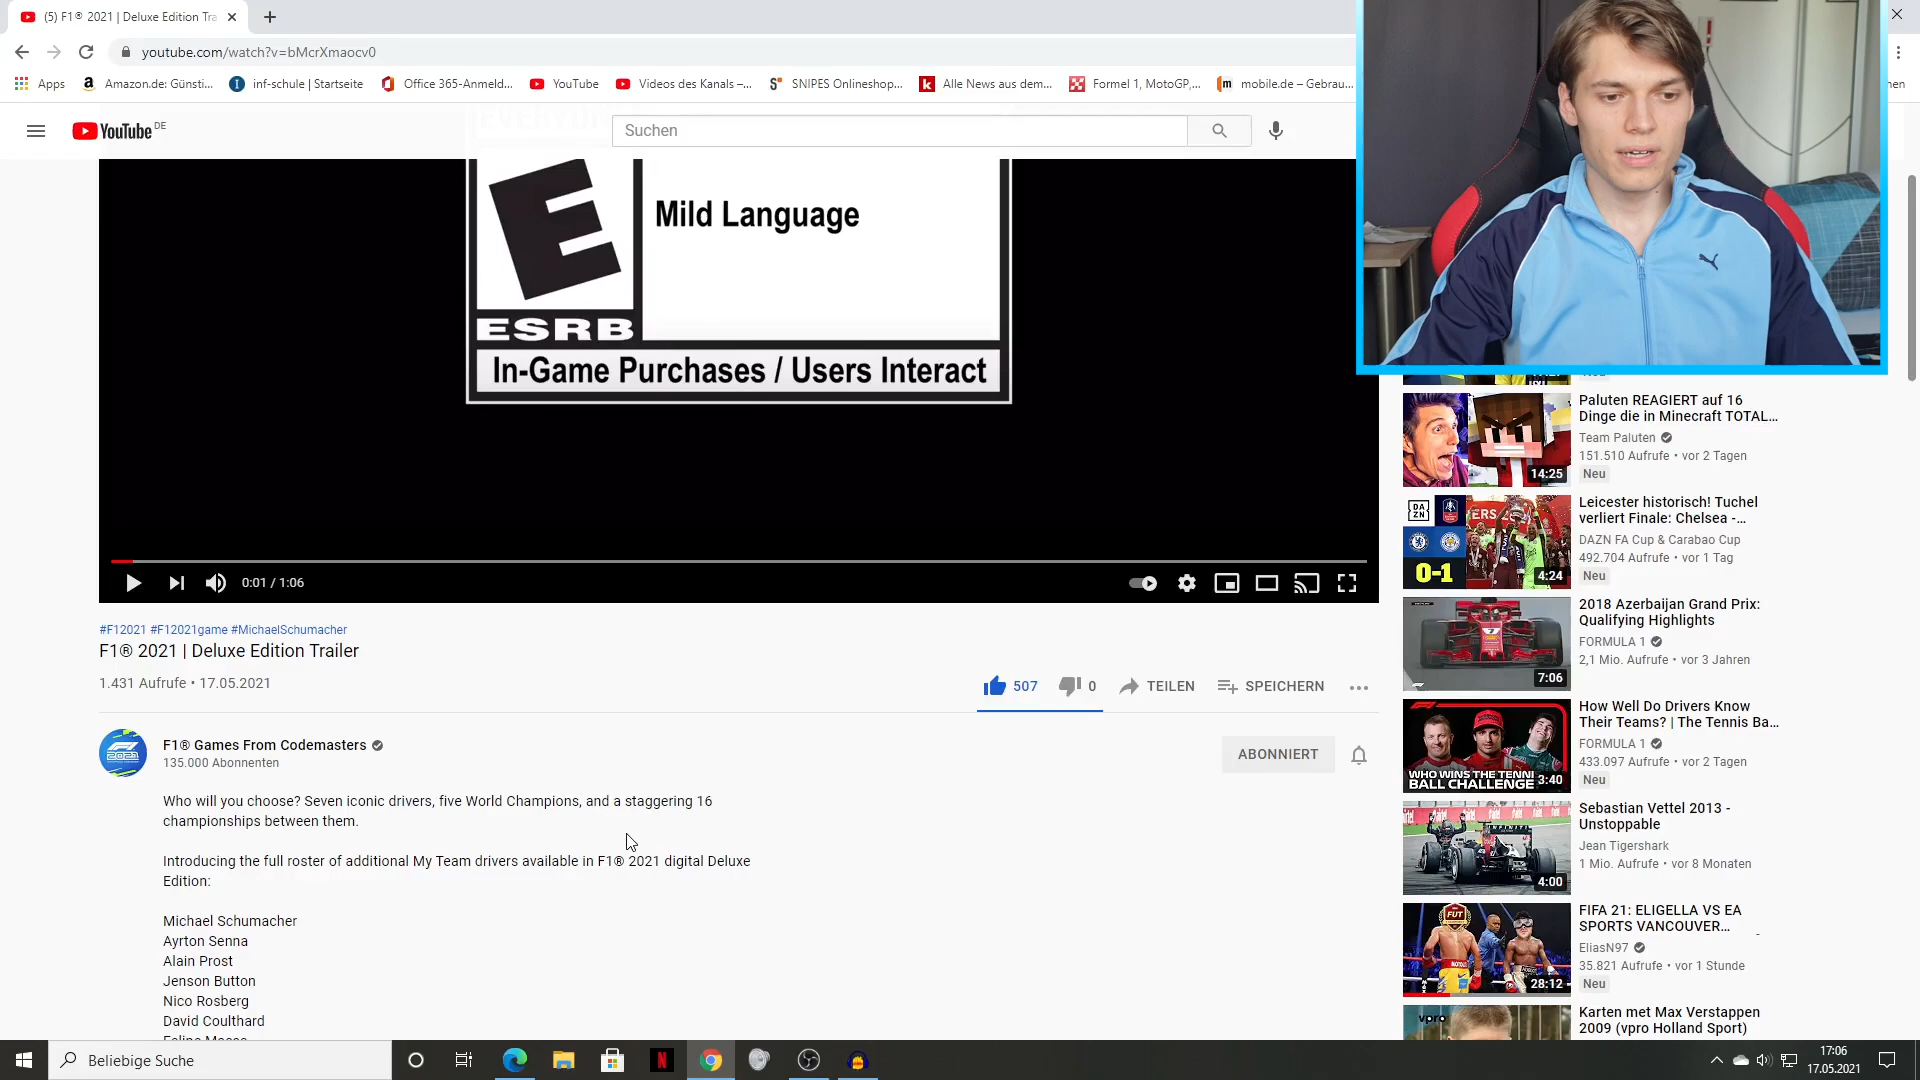 (5) F1® 2021 | Deluxe Edition Tra
youtube.com/watch?v=bMcrXmaocv0
Apps
Amazon.de: Günsti...
inf-schule | Startseite
Office 365-Anmeld...
YouTube
Videos des Kanals –...
SNIPES Onlineshop...
Alle News aus dem...
Formel 1, MotoGP,...
mobile.de – Gebrau...
YouTube DE
Suchen
E
ESRB
Mild Language
In-Game Purchases / Users Interact
0:01 / 1:06
#F12021 #F12021game #MichaelSchumacher
F1® 2021 | Deluxe Edition Trailer
1.431 Aufrufe • 17.05.2021
507
0
TEILEN
SPEICHERN
F1® Games From Codemasters
135.000 Abonnenten
ABONNIERT
Who will you choose? Seven iconic drivers, five World Champions, and a staggering 16
championships between them.
Introducing the full roster of additional My Team drivers available in F1® 2021 digital Deluxe
Edition:
Michael Schumacher
Ayrton Senna
Alain Prost
Jenson Button
Nico Rosberg
David Coulthard
Paluten REAGIERT auf 16
Dinge die in Minecraft TOTAL...
Team Paluten
151.510 Aufrufe • vor 2 Tagen
Neu
14:25
Leicester historisch! Tuchel
verliert Finale: Chelsea -...
DAZN FA Cup & Carabao Cup
492.704 Aufrufe • vor 1 Tag
Neu
DAZN
0-1
4:24
2018 Azerbaijan Grand Prix:
Qualifying Highlights
FORMULA 1
2,1 Mio. Aufrufe • vor 3 Jahren
7:06
How Well Do Drivers Know
Their Teams? | The Tennis Ba...
FORMULA 1
433.097 Aufrufe • vor 2 Tagen
Neu
WHO WINS THE TENNI
BALL CHALLENGE
3:40
Sebastian Vettel 2013 -
Unstoppable
Jean Tigershark
1 Mio. Aufrufe • vor 8 Monaten
4:00
FIFA 21: ELIGELLA VS EA
SPORTS VANCOUVER...
EliasN97
35.821 Aufrufe • vor 1 Stunde
Neu
FUT
28:12
Karten met Max Verstappen
2009 (vpro Holland Sport)
vpro
Beliebige Suche
17:06
17.05.2021